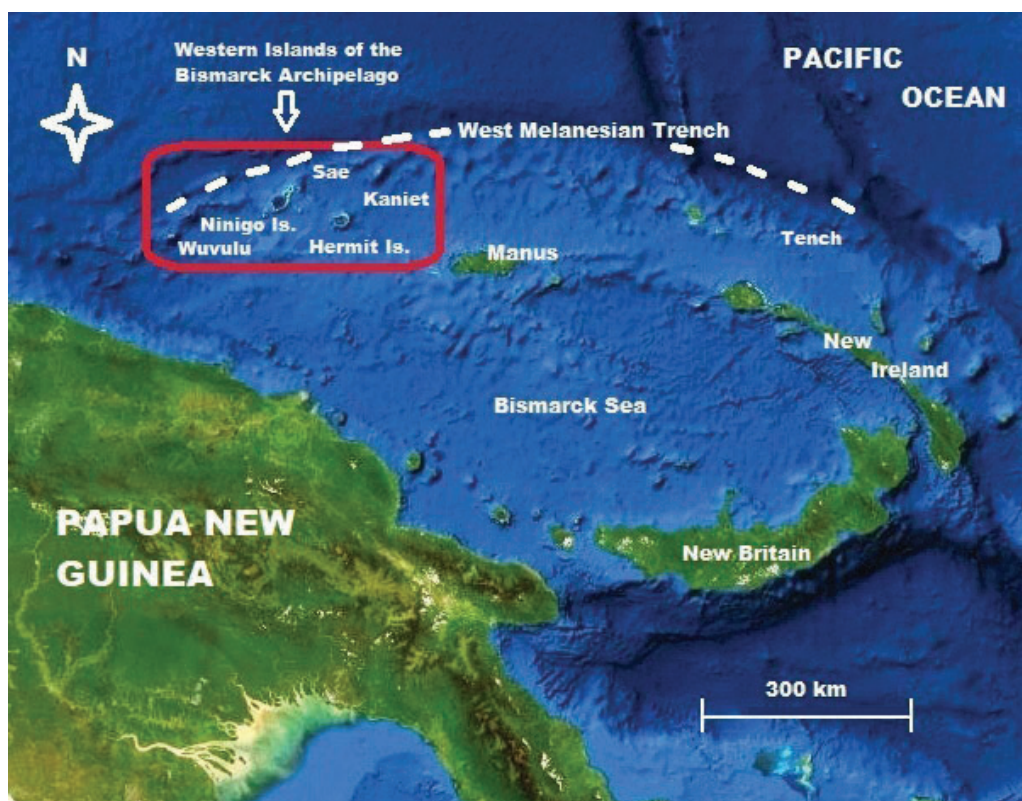 Western Islands of the
Bismarck Archipelago
N
PACIFIC
OCEAN
West Melanesian Trench
Sae
Kaniet
Ninigo Is.
Wuvulu
Hermit Is.
Manus
Tench
New
Ireland
Bismarck Sea
PAPUA NEW
GUINEA
New Britain
300 km